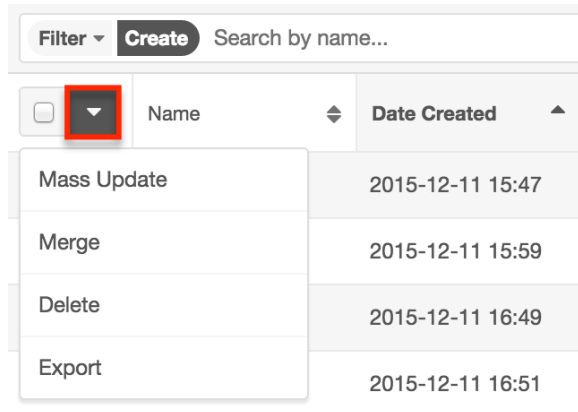 Filter Create Search by name...
Name Date Created
Mass Update 2015-12-11 15:47
Merge 2015-12-11 15:59
Delete 2015-12-11 16:49
Export 2015-12-11 16:51